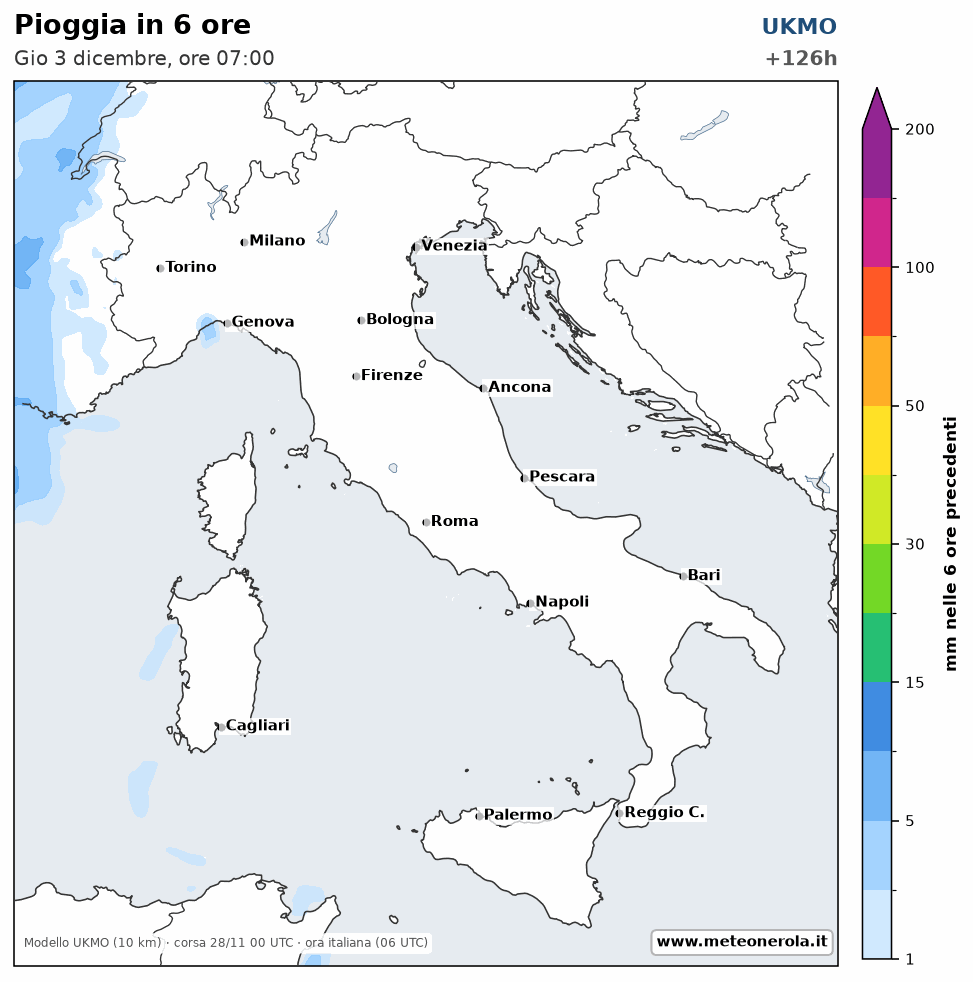 Pioggia in 6 ore
UKMO
Gio 3 dicembre, ore 07:00
+126h
200
Milano
Venezia
Torino
100
Genova
Bologna
Firenze
Ancona
50
Pescara
Roma
30
Bari
Napoli
15
Cagliari
Palermo
Reggio C.
5
mm nelle 6 ore precedenti
Modello UKMO (10 km) · corsa 28/11 00 UTC · ora italiana (06 UTC)
www.meteonerola.it
1